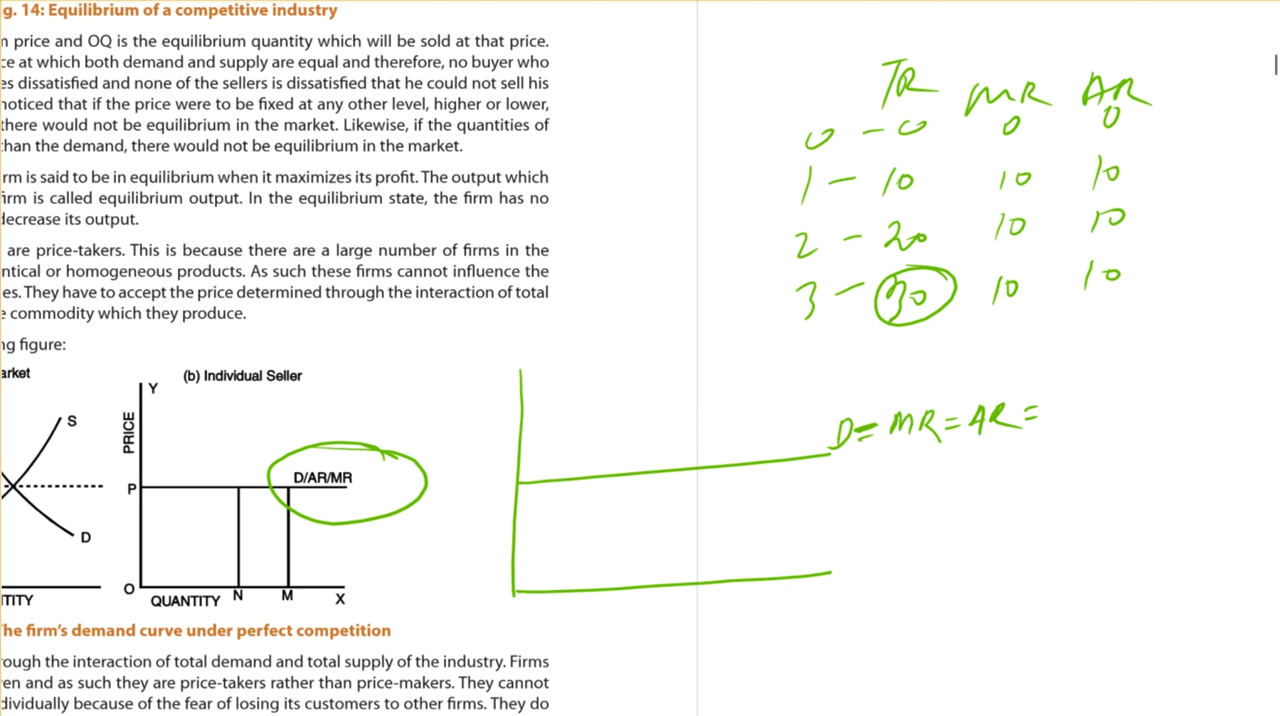 g. 14: Equilibrium of a competitive industry
price and OQ is the equilibrium quantity which will be sold at that price.
ce at which both demand and supply are equal and therefore, no buyer who
es dissatisfied and none of the sellers is dissatisfied that he could not sell his
noticed that if the price were to be fixed at any other level, higher or lower,
there would not be equilibrium in the market. Likewise, if the quantities of
han the demand, there would not be equilibrium in the market.
rm is said to be in equilibrium when it maximizes its profit. The output which
firm is called equilibrium output. In the equilibrium state, the firm has no
decrease its output.
are price-takers. This is because there are a large number of firms in the
ntical or homogeneous products. As such these firms cannot influence the
es. They have to accept the price determined through the interaction of total
commodity which they produce.
ng figure:
arket
(b) Individual Seller
S
D
TITY
Y
PRICE
P
D/AR/MR
O
QUANTITY
N
M
X
he firm's demand curve under perfect competition
rough the interaction of total demand and total supply of the industry. Firms
en and as such they are price-takers rather than price-makers. They cannot
dividually because of the fear of losing its customers to other firms. They do
TR MR AR
0 - 0 0 0
1 - 10 10 10
2 - 20 10 10
3 - 30 10 10
D = MR = AR =